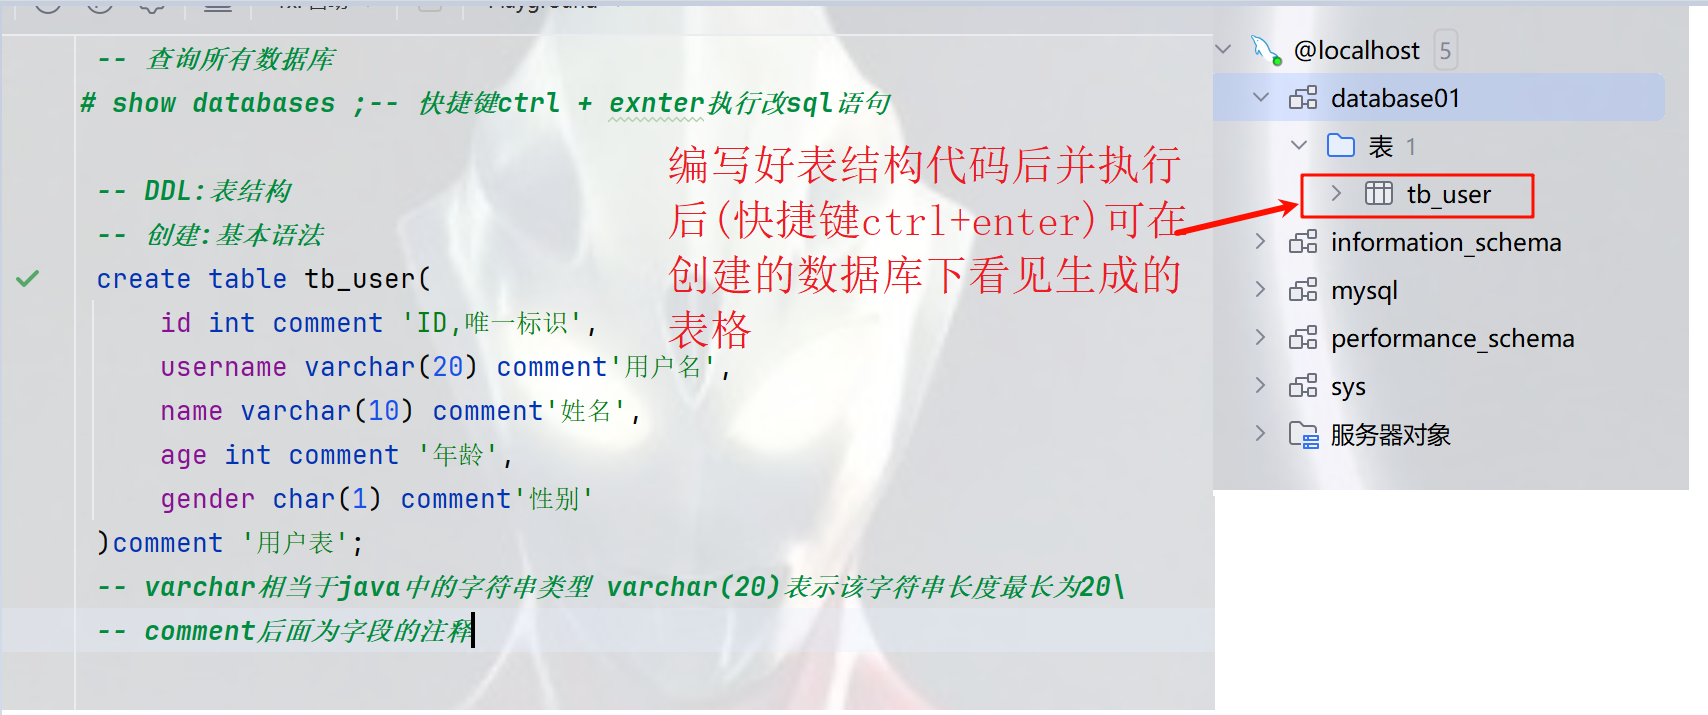 -- 查询所有数据库
# show databases ;-- 快捷键ctrl + exnter执行改sql语句
-- DDL:表结构
-- 创建:基本语法
create table tb_user(
id int comment 'ID,唯一标识',
username varchar(20) comment'用户名',
name varchar(10) comment'姓名',
age int comment '年龄',
gender char(1) comment'性别'
)comment '用户表';
-- varchar相当于java中的字符串类型 varchar(20)表示该字符串长度最长为20\
-- comment后面为字段的注释
编写好表结构代码后并执行
后(快捷键ctrl+enter)可在
创建的数据库下看见生成的
表格
@localhost 5
database01
表 1
tb_user
information_schema
mysql
performance_schema
sys
服务器对象